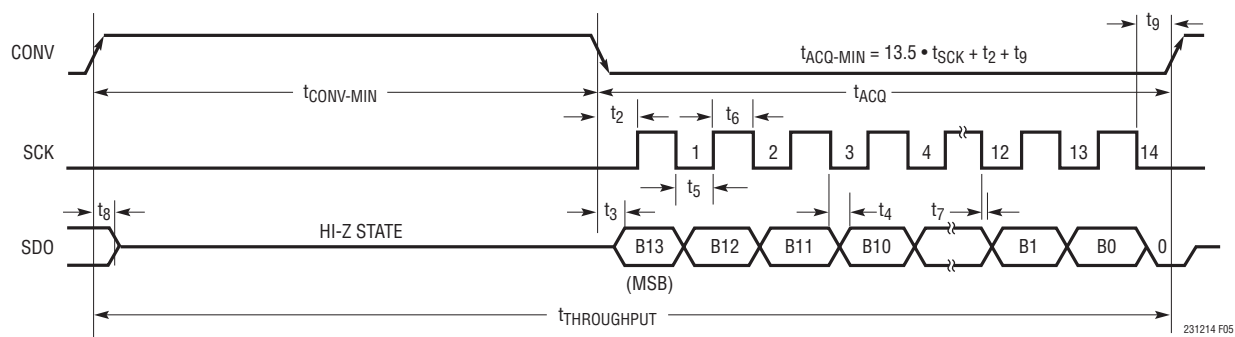 t9
CONV
tACQ-MIN = 13.5 • tSCK + t2 + t9
tCONV-MIN
tACQ
t2
t6
SCK
1
2
3
4
12
13
14
t8
t3
t5
t4
t7
SDO
HI-Z STATE
B13
B12
B11
B10
B1
B0
0
(MSB)
tTHROUGHPUT
231214 F05